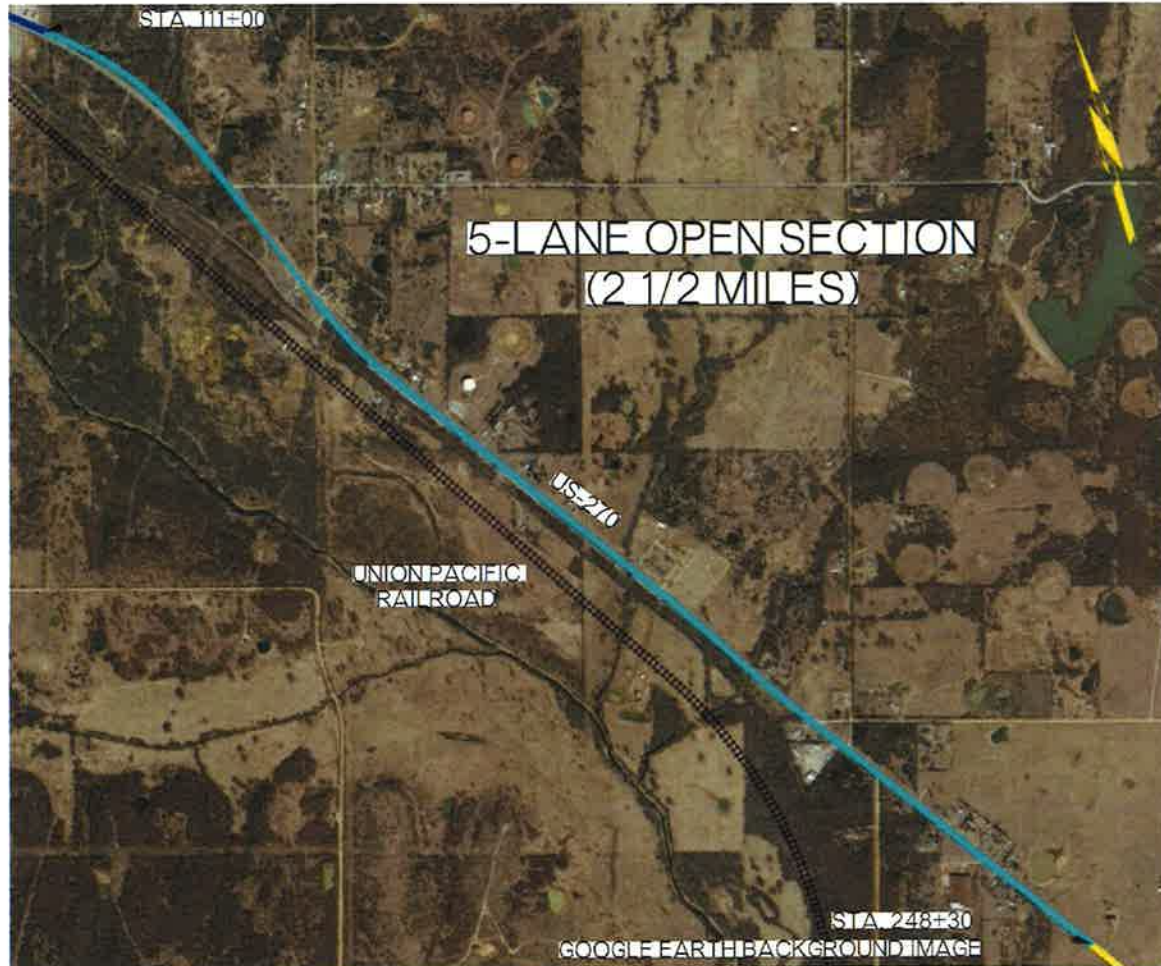 STA. 111+00
5-LANE OPEN SECTION
(2 1/2 MILES)
US-270
UNION PACIFIC
RAILROAD
STA. 248+30
GOOGLE EARTH BACKGROUND IMAGE